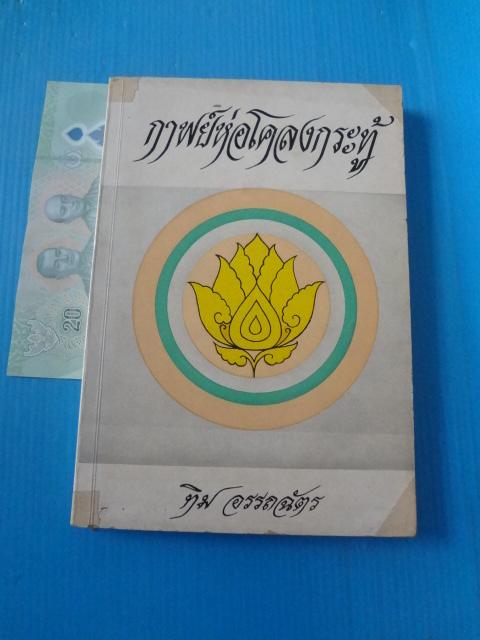 กาพย์ห่อโคลงกระทู้
ทิม อรรถฉัตร
20